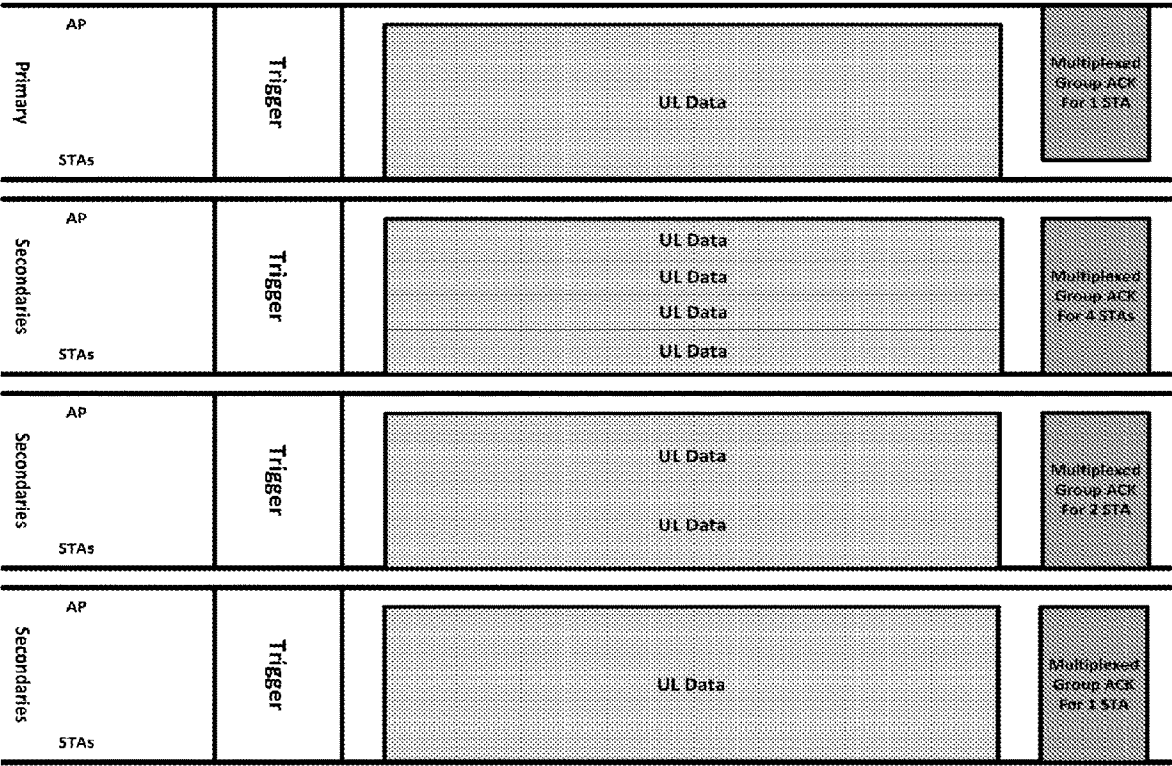 AP
Primary
STAs
Trigger
UL Data
Multiplexed
Group ACK
For 1 STA
AP
Secondaries
STAs
Trigger
UL Data
UL Data
UL Data
UL Data
Multiplexed
Group ACK
For 4 STAs
AP
Secondaries
STAs
Trigger
UL Data
UL Data
Multiplexed
Group ACK
For 2 STA
AP
Secondaries
STAs
Trigger
UL Data
Multiplexed
Group ACK
For 1 STA